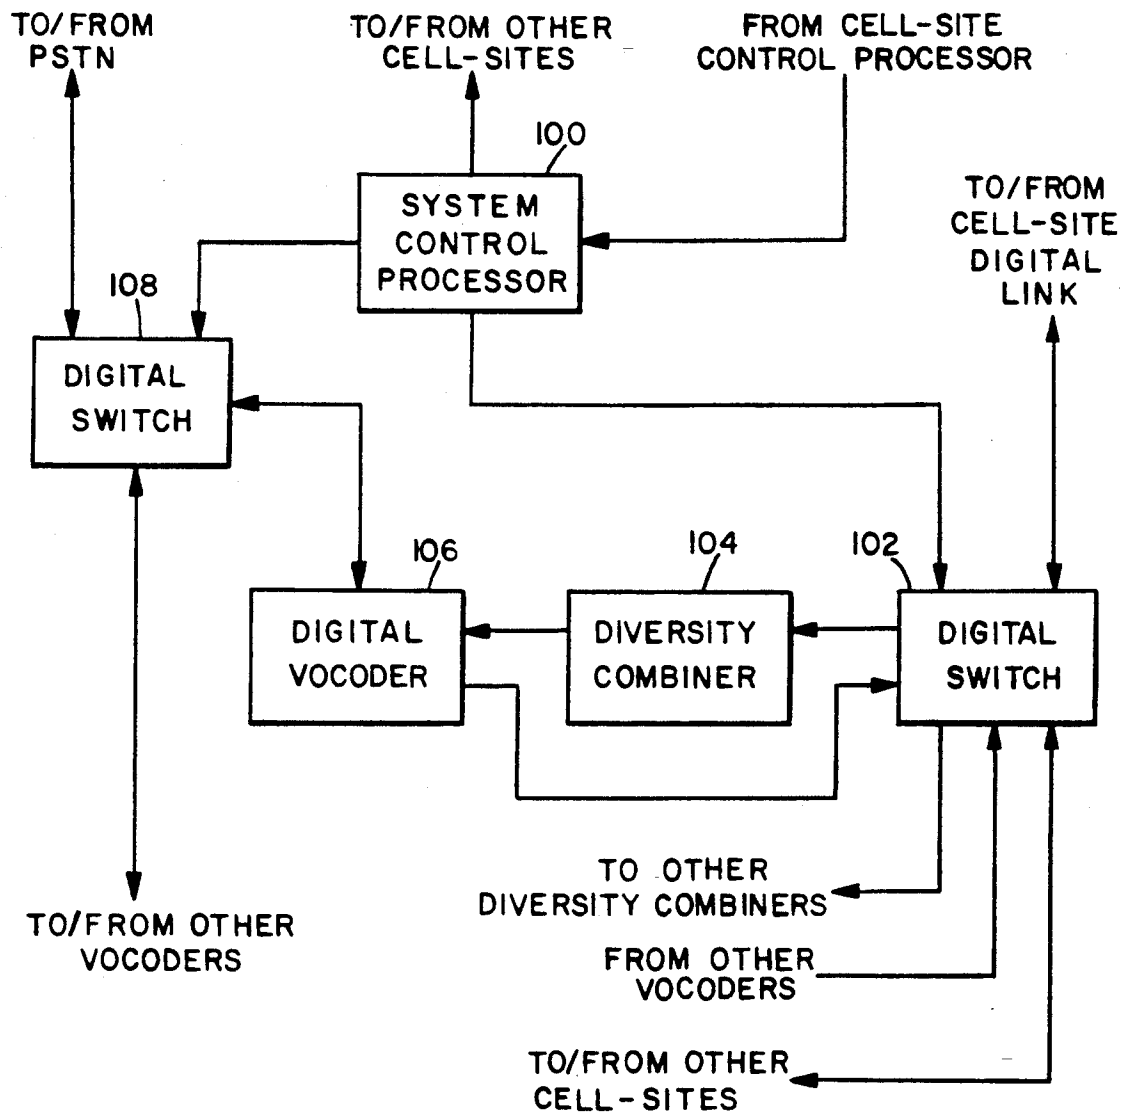 TO/FROM
PSTN
TO/FROM OTHER
CELL-SITES
FROM CELL-SITE
CONTROL PROCESSOR
100
SYSTEM
CONTROL
PROCESSOR
TO/FROM
CELL-SITE
DIGITAL
LINK
108
DIGITAL
SWITCH
106
DIGITAL
VOCODER
104
DIVERSITY
COMBINER
102
DIGITAL
SWITCH
TO OTHER
DIVERSITY COMBINERS
TO/FROM OTHER
VOCODERS
FROM OTHER
VOCODERS
TO/FROM OTHER
CELL-SITES